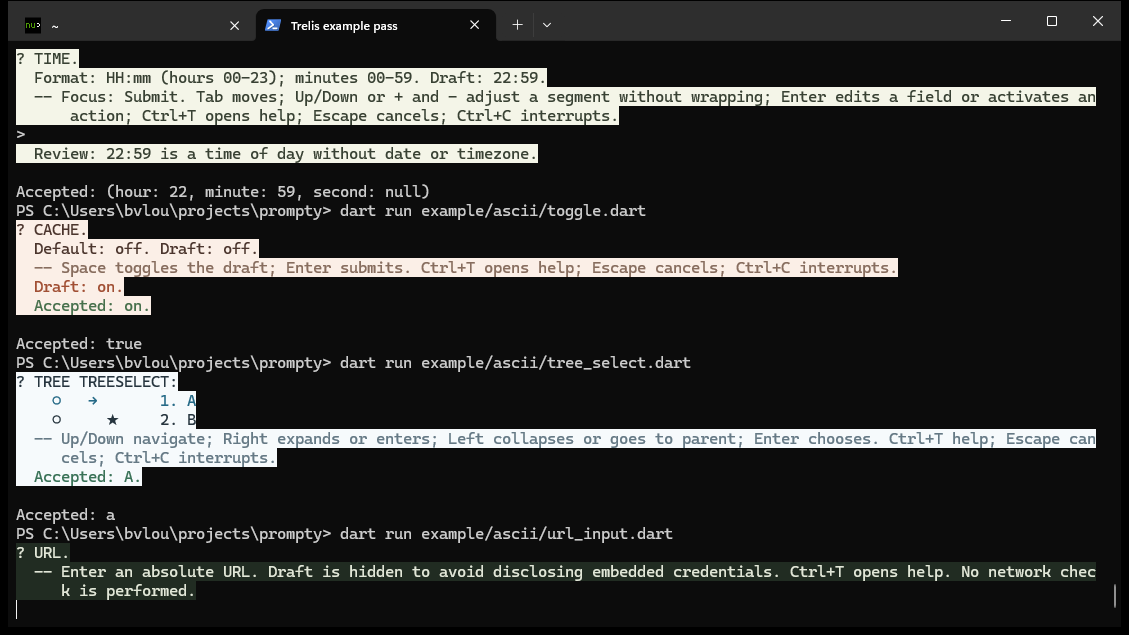 nu> ~
Trelis example pass
? TIME.
Format: HH:mm (hours 00-23); minutes 00-59. Draft: 22:59.
-- Focus: Submit. Tab moves; Up/Down or + and - adjust a segment without wrapping; Enter edits a field or activates an
action; Ctrl+T opens help; Escape cancels; Ctrl+C interrupts.
>
Review: 22:59 is a time of day without date or timezone.
Accepted: (hour: 22, minute: 59, second: null)
PS C:\Users\bvlou\projects\prompty> dart run example/ascii/toggle.dart
? CACHE.
Default: off. Draft: off.
-- Space toggles the draft; Enter submits. Ctrl+T opens help; Escape cancels; Ctrl+C interrupts.
Draft: on.
Accepted: on.
Accepted: true
PS C:\Users\bvlou\projects\prompty> dart run example/ascii/tree_select.dart
? TREE TREESELECT:
○ → 1. A
○ ★ 2. B
-- Up/Down navigate; Right expands or enters; Left collapses or goes to parent; Enter chooses. Ctrl+T help; Escape can
cels; Ctrl+C interrupts.
Accepted: A.
Accepted: a
PS C:\Users\bvlou\projects\prompty> dart run example/ascii/url_input.dart
? URL.
-- Enter an absolute URL. Draft is hidden to avoid disclosing embedded credentials. Ctrl+T opens help. No network chec
k is performed.